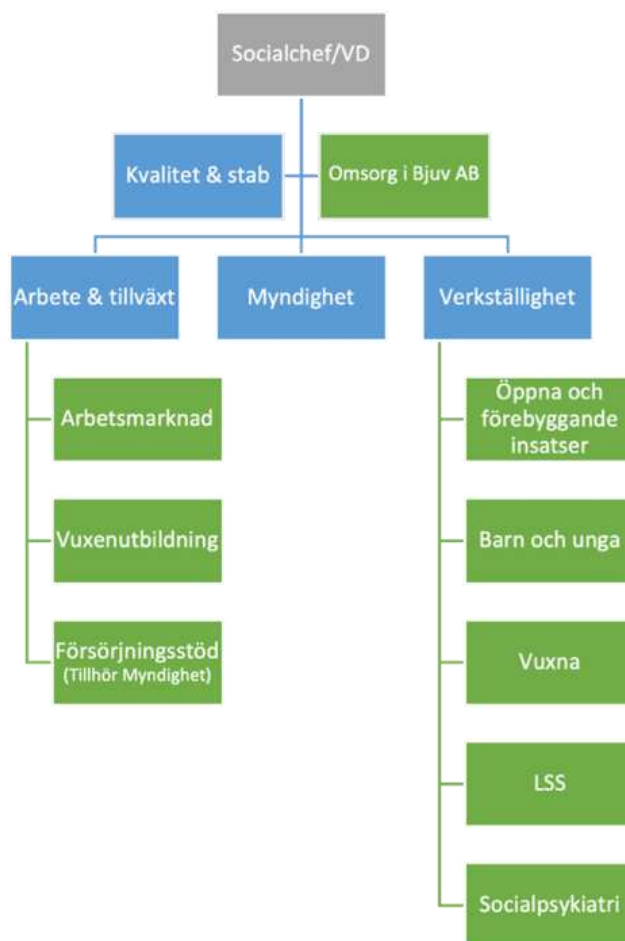 Socialchef/VD
Kvalitet & stab
Omsorg i Bjuv AB
Arbete & tillväxt
Myndighet
Verkställighet
Arbetsmarknad
Vuxenutbildning
Försörjningsstöd
(Tillhör Myndighet)
Öppna och
förebyggande
insatser
Barn och unga
Vuxna
LSS
Socialpsykiatri